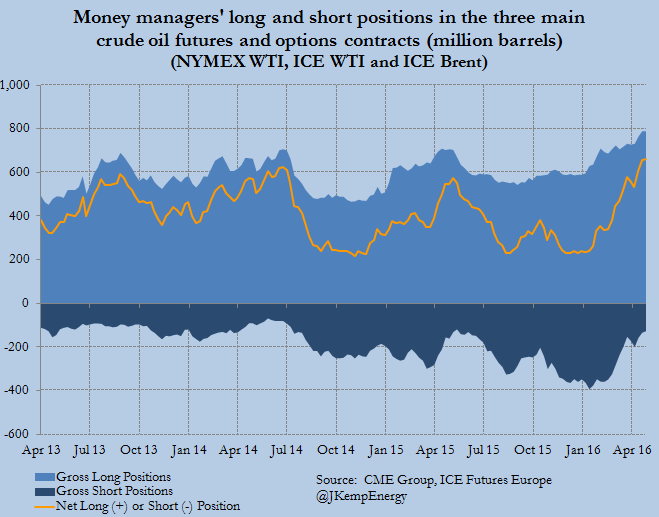 Money managers' long and short positions in the three main
crude oil futures and options contracts (million barrels)
(NYMEX WTI, ICE WTI and ICE Brent)
1,000
800
600
400
200
0
-200
-400
-600
Apr 13 Jul 13 Oct 13 Jan 14 Apr 14 Jul 14 Oct 14 Jan 15 Apr 15 Jul 15 Oct 15 Jan 16 Apr 16
Gross Long Positions
Gross Short Positions
Net Long (+) or Short (-) Position
Source: CME Group, ICE Futures Europe
@JKempEnergy